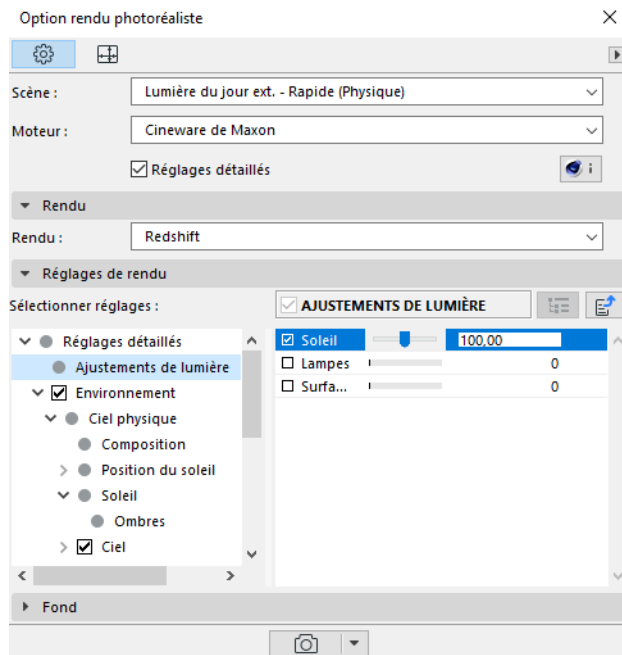 Option rendu photoréaliste
Scène :
Lumière du jour ext. - Rapide (Physique)
Moteur :
Cineware de Maxon
Réglages détaillés
i
Rendu
Rendu :
Redshift
Réglages de rendu
Sélectionner réglages :
AJUSTEMENTS DE LUMIÈRE
Réglages détaillés
Ajustements de lumière
Environnement
Ciel physique
Composition
Position du soleil
Soleil
Ombres
Ciel
Soleil 100,00
Lampes 0
Surfa... 0
Fond